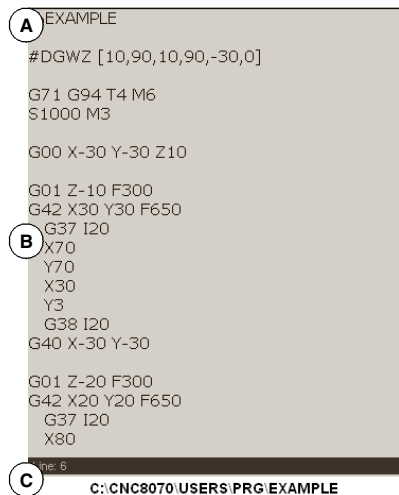 A
EXAMPLE
#DGWZ [10,90,10,90,-30,0]
G71 G94 T4 M6
S1000 M3
G00 X-30 Y-30 Z10
G01 Z-10 F300
G42 X30 Y30 F650
G37 I20
B
X70
Y70
X30
Y3
G38 I20
G40 X-30 Y-30
G01 Z-20 F300
G42 X20 Y20 F650
G37 I20
X80
Line: 6
C
C:\CNC8070\USERS\PRG\EXAMPLE